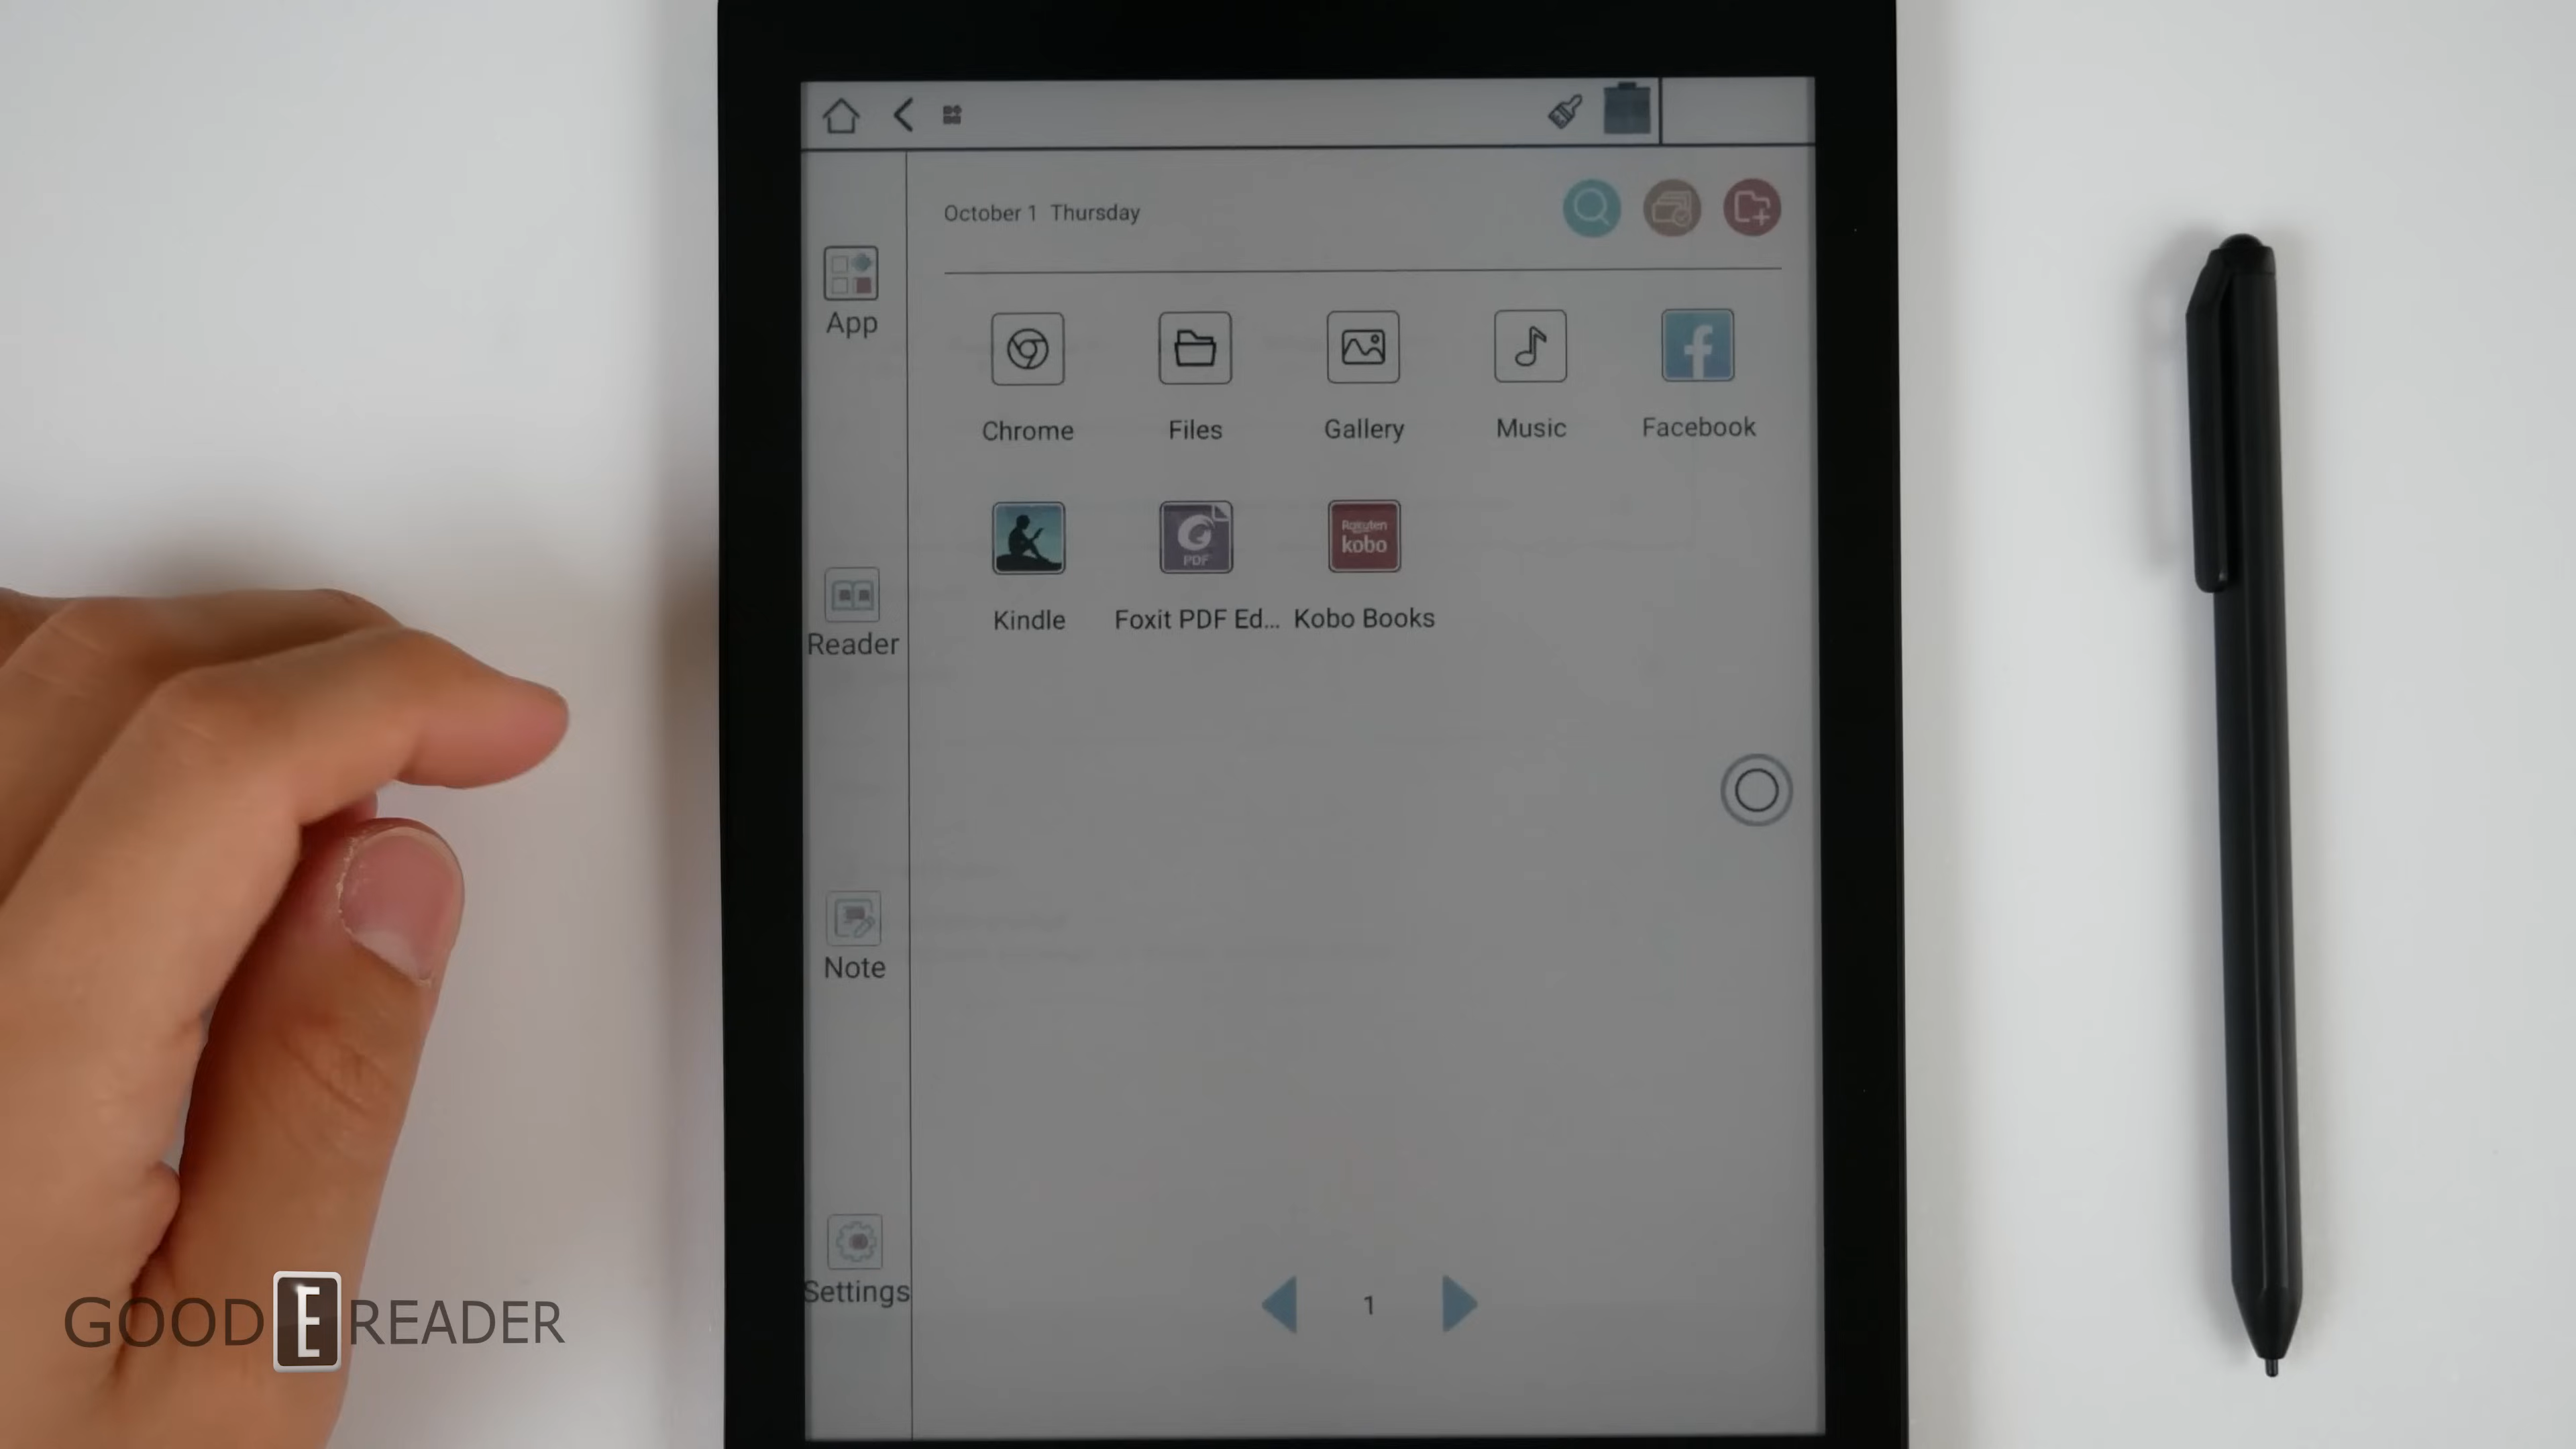 October 1 Thursday
App
Chrome Files Gallery Music Facebook
Rakuten
kobo
PDF
Kindle Foxit PDF Ed... Kobo Books
Reader
Note
Settings
1
GOOD E READER